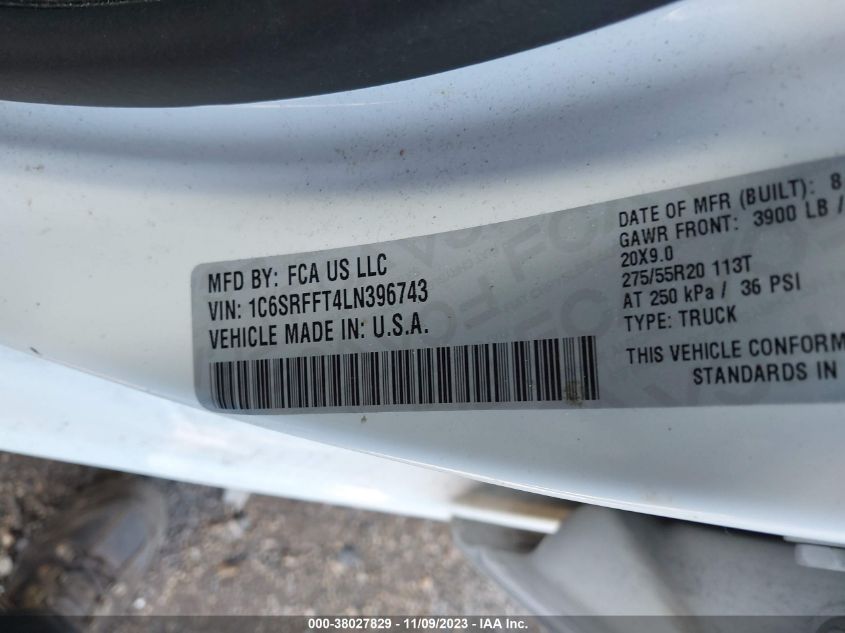 MFD BY: FCA US LLC
VIN: 1C6SRFFT4LN396743
VEHICLE MADE IN: U.S.A.
DATE OF MFR (BUILT): 8
GAWR FRONT: 3900 LB /
20X9.0
275/55R20 113T
AT 250 kPa / 36 PSI
TYPE: TRUCK
THIS VEHICLE CONFORM
STANDARDS IN
000-38027829 - 11/09/2023 - IAA Inc.